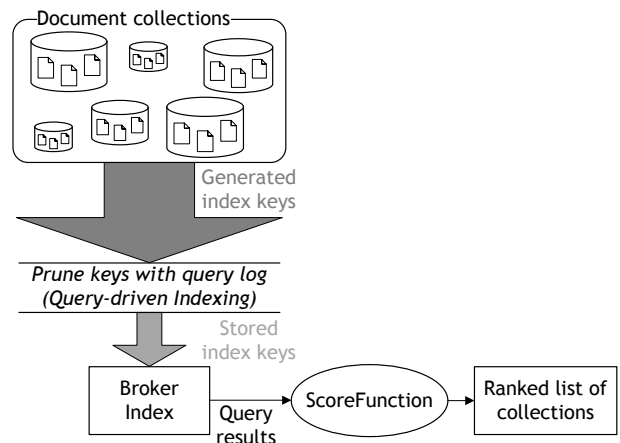 Document collections
Generated
index keys
Prune keys with query log
(Query-driven Indexing)
Stored
index keys
Broker
Index
Query
results
ScoreFunction
Ranked list of
collections